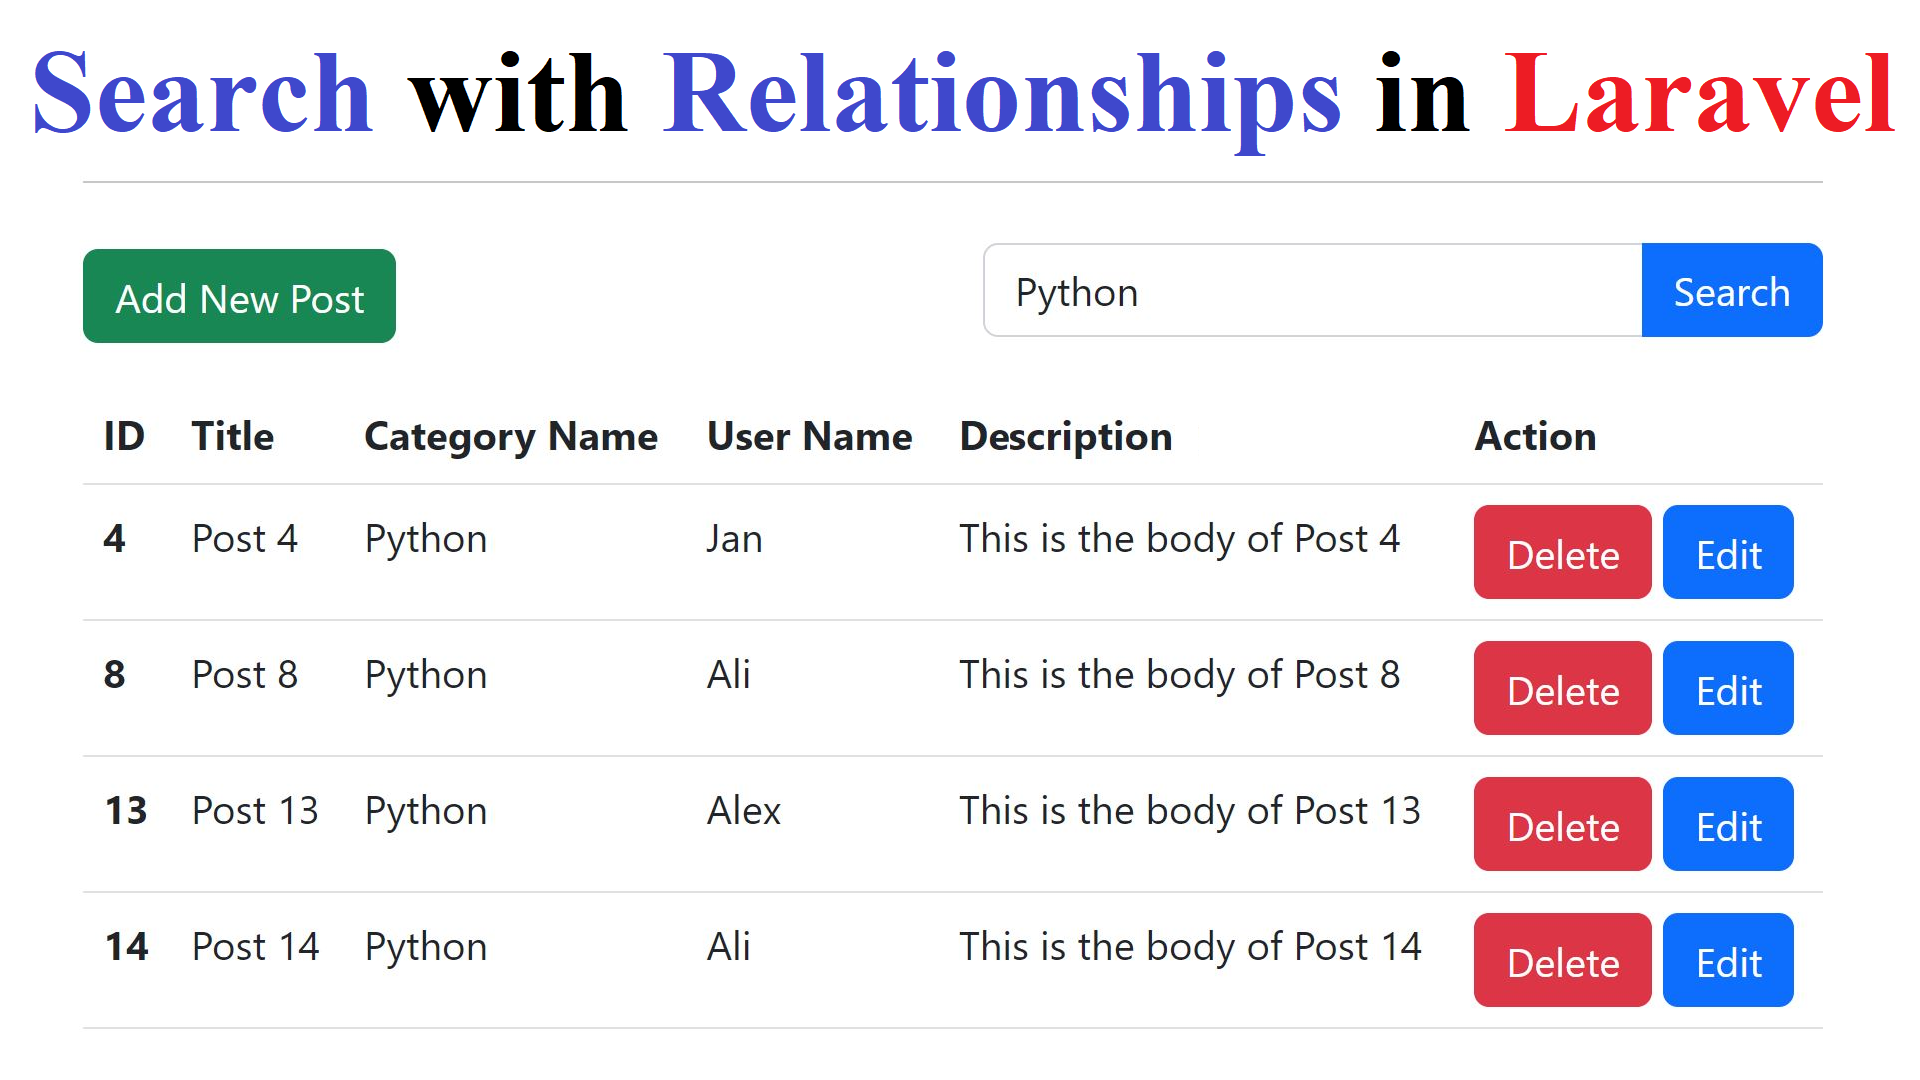 Search with Relationships in Laravel
Add New Post
Python Search
ID Title Category Name User Name Description Action
4 Post 4 Python Jan This is the body of Post 4 Delete Edit
8 Post 8 Python Ali This is the body of Post 8 Delete Edit
13 Post 13 Python Alex This is the body of Post 13 Delete Edit
14 Post 14 Python Ali This is the body of Post 14 Delete Edit